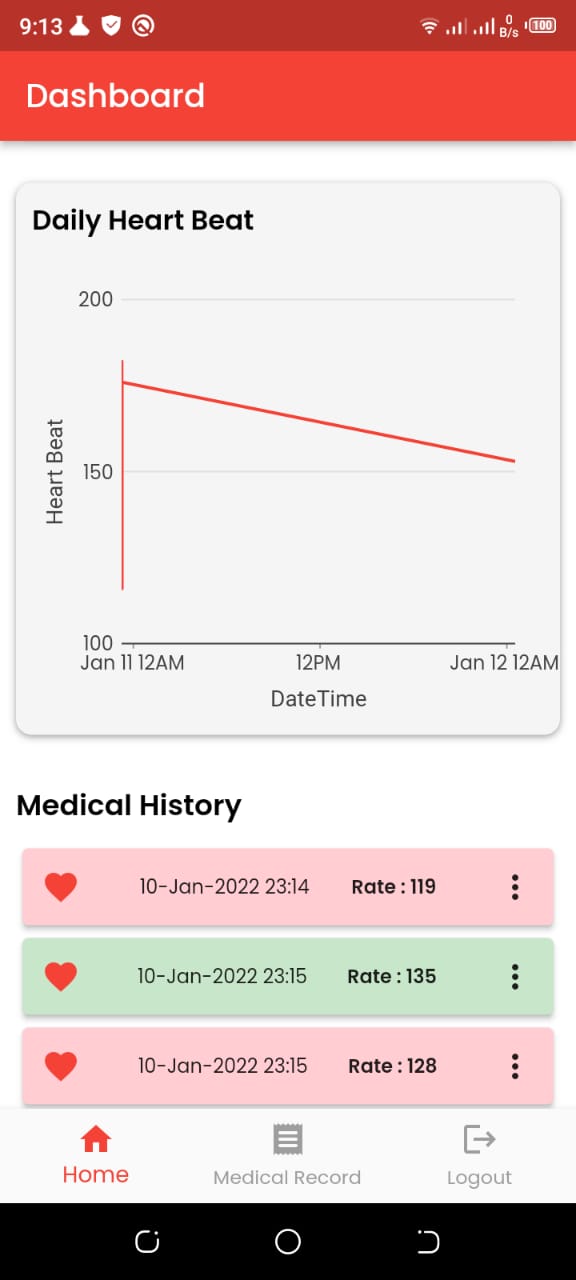 9:13 0 B/s 100
Dashboard
Daily Heart Beat
200
150
100
Heart Beat
Jan 11 12AM 12PM Jan 12 12AM
DateTime
Medical History
10-Jan-2022 23:14 Rate : 119
10-Jan-2022 23:15 Rate : 135
10-Jan-2022 23:15 Rate : 128
Home Medical Record Logout